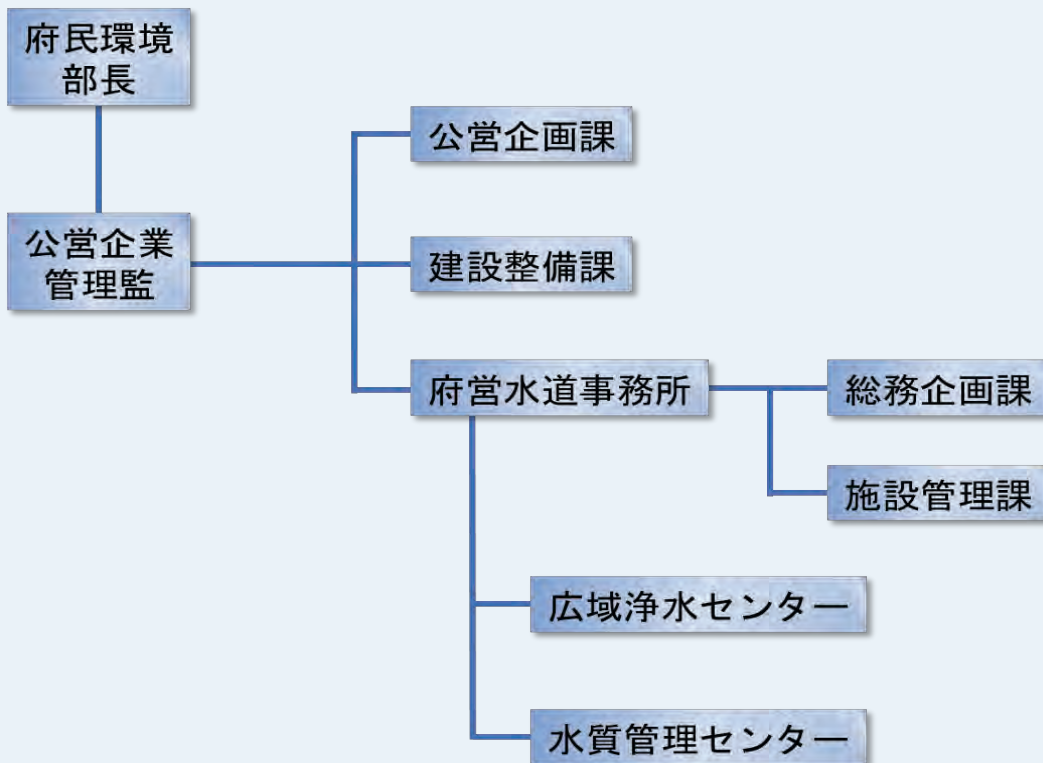 府民環境
部長
公営企画課
公営企業
管理監
建設整備課
府営水道事務所
総務企画課
施設管理課
広域浄水センター
水質管理センター